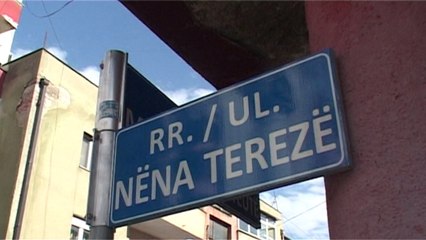 RR. / UL.
NËNA TEREZË